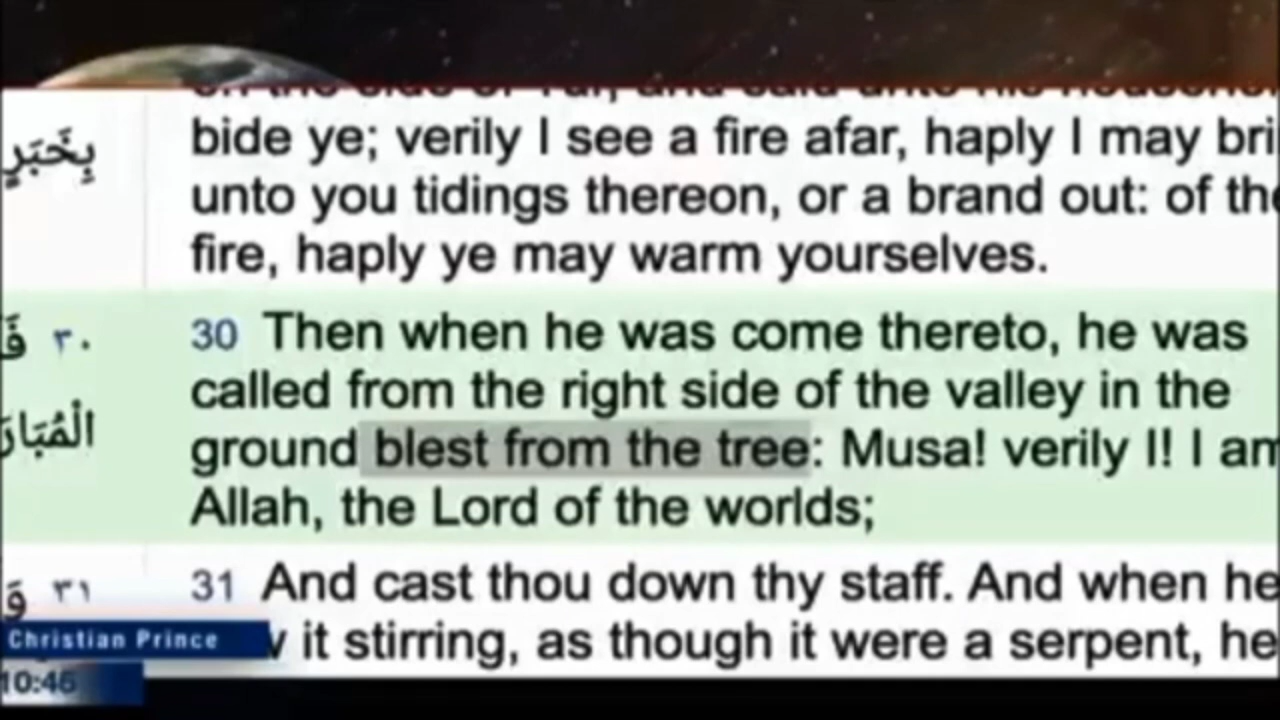 bide ye; verily I see a fire afar, haply I may bri
بِخَبَرٍ
unto you tidings thereon, or a brand out: of the
fire, haply ye may warm yourselves.
30 Then when he was come thereto, he was
٣٠
called from the right side of the valley in the
ground blest from the tree: Musa! verily I! I am
Allah, the Lord of the worlds;
31 And cast thou down thy staff. And when he
٣١
it stirring, as though it were a serpent, he
Christian Prince
10:46